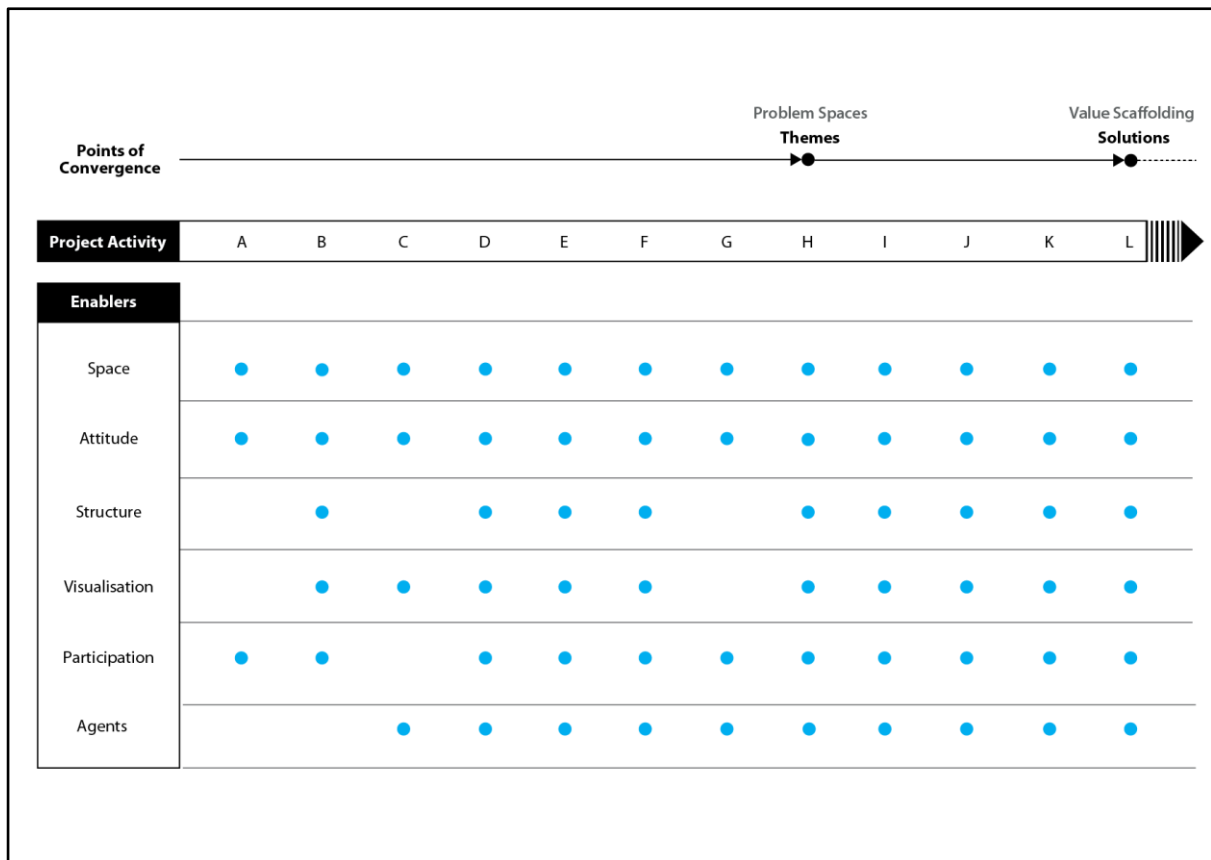 Problem Spaces
Themes
Value Scaffolding
Solutions
Points of
Convergence
Project Activity A B C D E F G H I J K L
Enablers
Space
Attitude
Structure
Visualisation
Participation
Agents